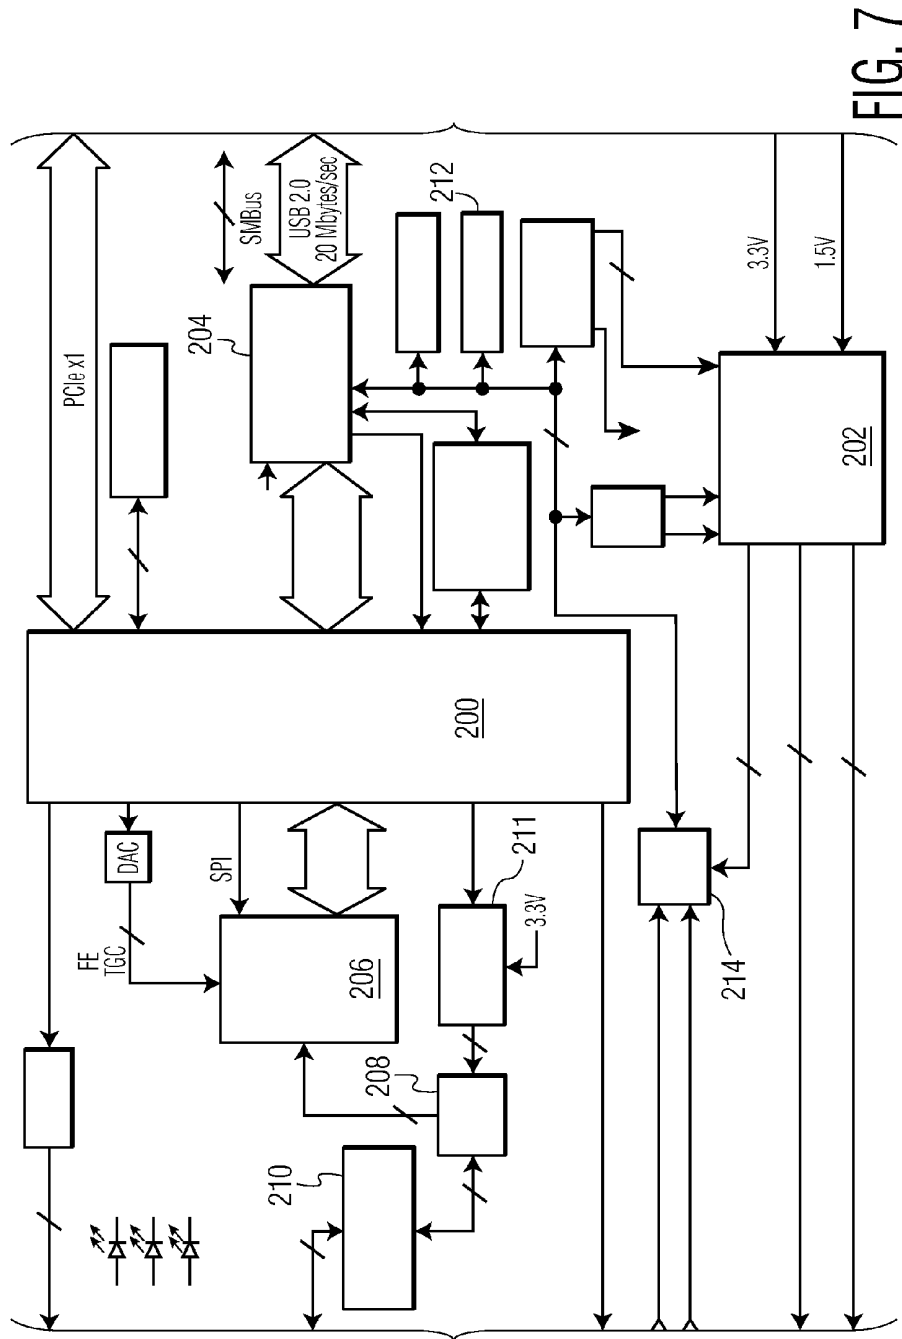 PCIe x1
SMBus
USB 2.0
20 Mbytes/sec
204
212
3.3V
1.5V
202
200
DAC
FE
TGC
SPI
206
211
3.3V
208
210
214
FIG. 7